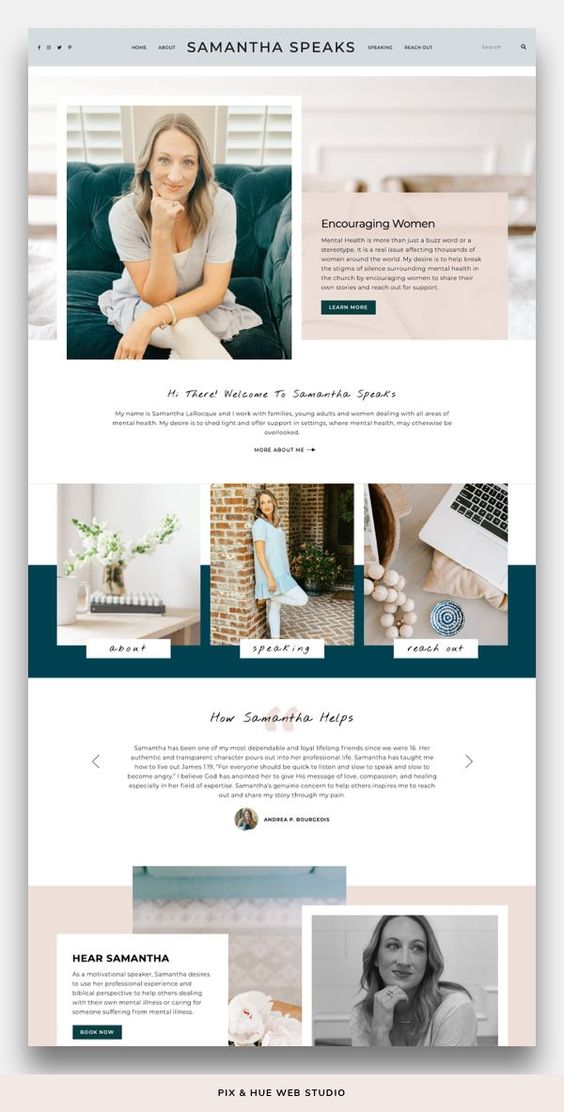 HOME ABOUT SAMANTHA SPEAKS SPEAKING REACH OUT Search
Encouraging Women
Mental Health is more than just a buzz word or a
stereotype. It is a real issue affecting thousands of
women around the world. My desire is to help break
the stigma of silence surrounding mental health in
the church by encouraging women to share their
own stories and reach out for support.
LEARN MORE
Hi There! Welcome To Samantha Speaks
My name is Samantha LaRocque and I work with families, young adults and women dealing with all areas of
mental health. My desire is to shed light and offer support in settings, where mental health, may otherwise be
overlooked.
MORE ABOUT ME
about
speaking
reach out
How Samantha Helps
Samantha has been one of my most dependable and loyal lifelong friends since we were 16. Her
authentic and transparent character pours out into her professional life. Samantha has taught me
how to live out James 1:19, "For everyone should be quick to listen and slow to speak and slow to
become angry." I believe God has anointed her to give His message of love, compassion, and healing
especially in her field of expertise. Samantha's genuine concern to help others inspires me to reach
out and share my story through my pain.
ANDREA P. BOURGEOIS
HEAR SAMANTHA
As a motivational speaker, Samantha desires
to use her professional experience and
biblical perspective to help others dealing
with their own mental illness or caring for
someone suffering from mental illness.
BOOK NOW
PIX & HUE WEB STUDIO